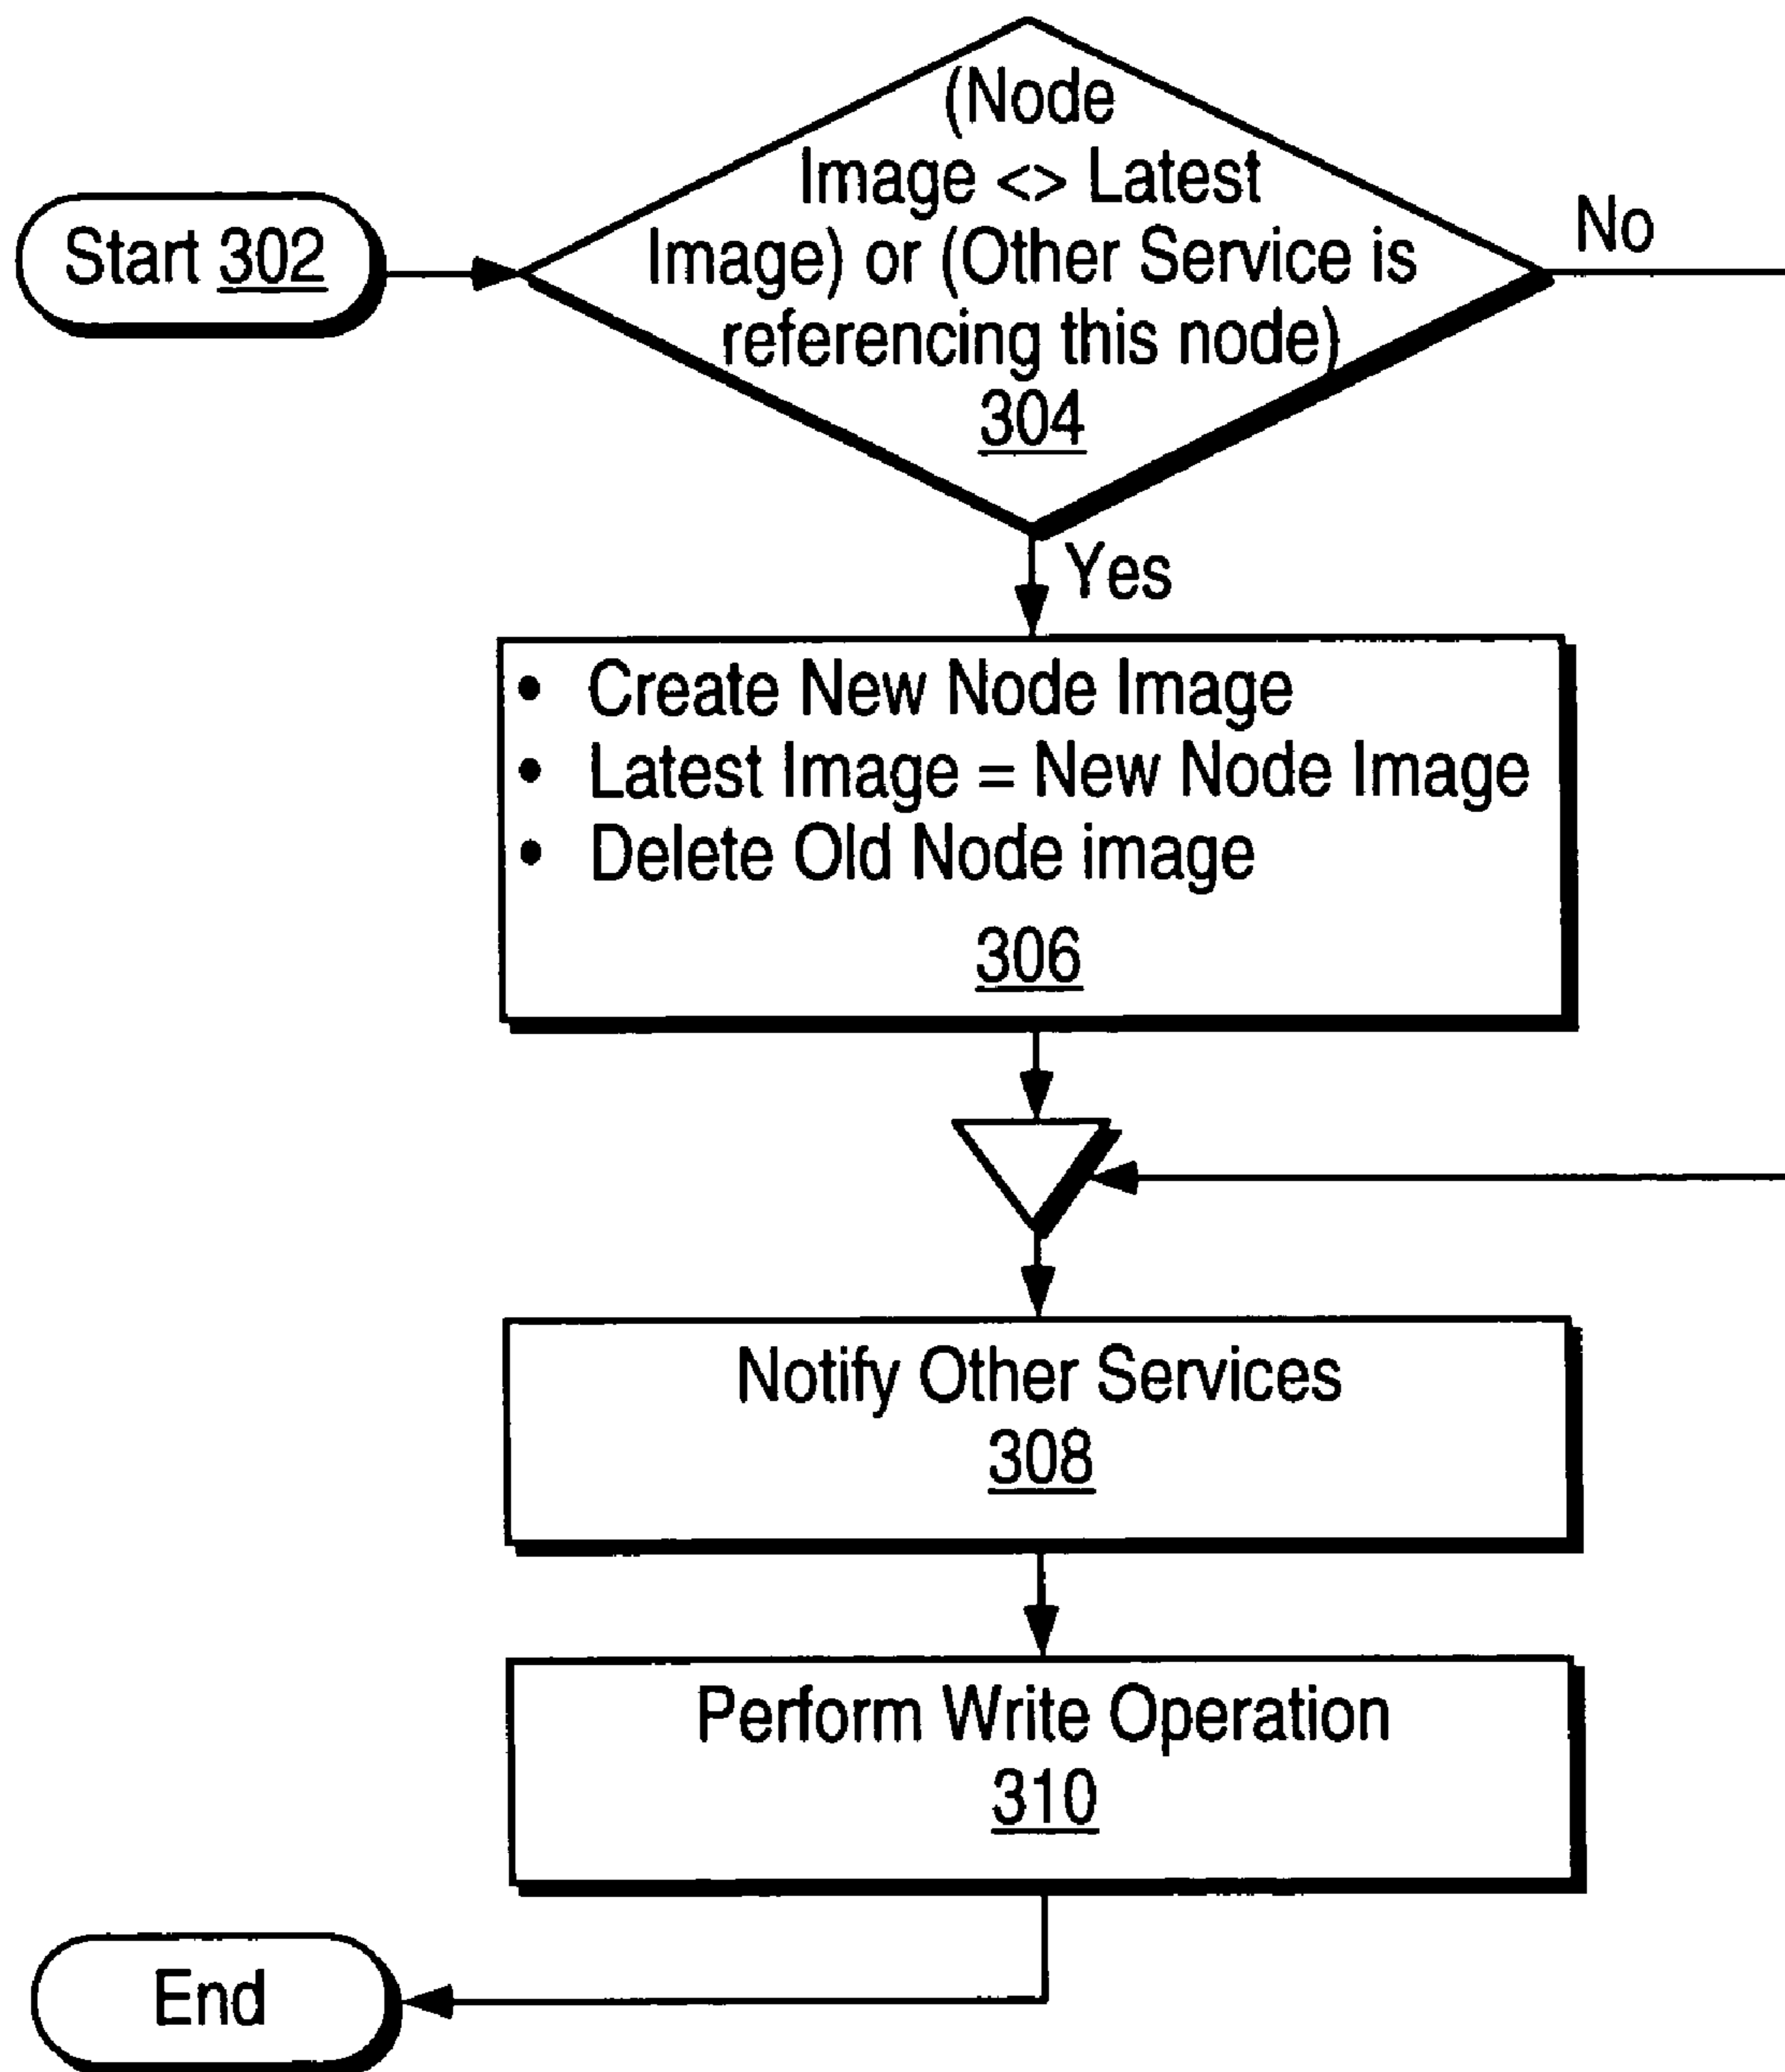 Start 302
(Node
Image <> Latest
Image) or (Other Service is
referencing this node)
304
No
Yes
• Create New Node Image
• Latest Image = New Node Image
• Delete Old Node image
306
Notify Other Services
308
Perform Write Operation
310
End